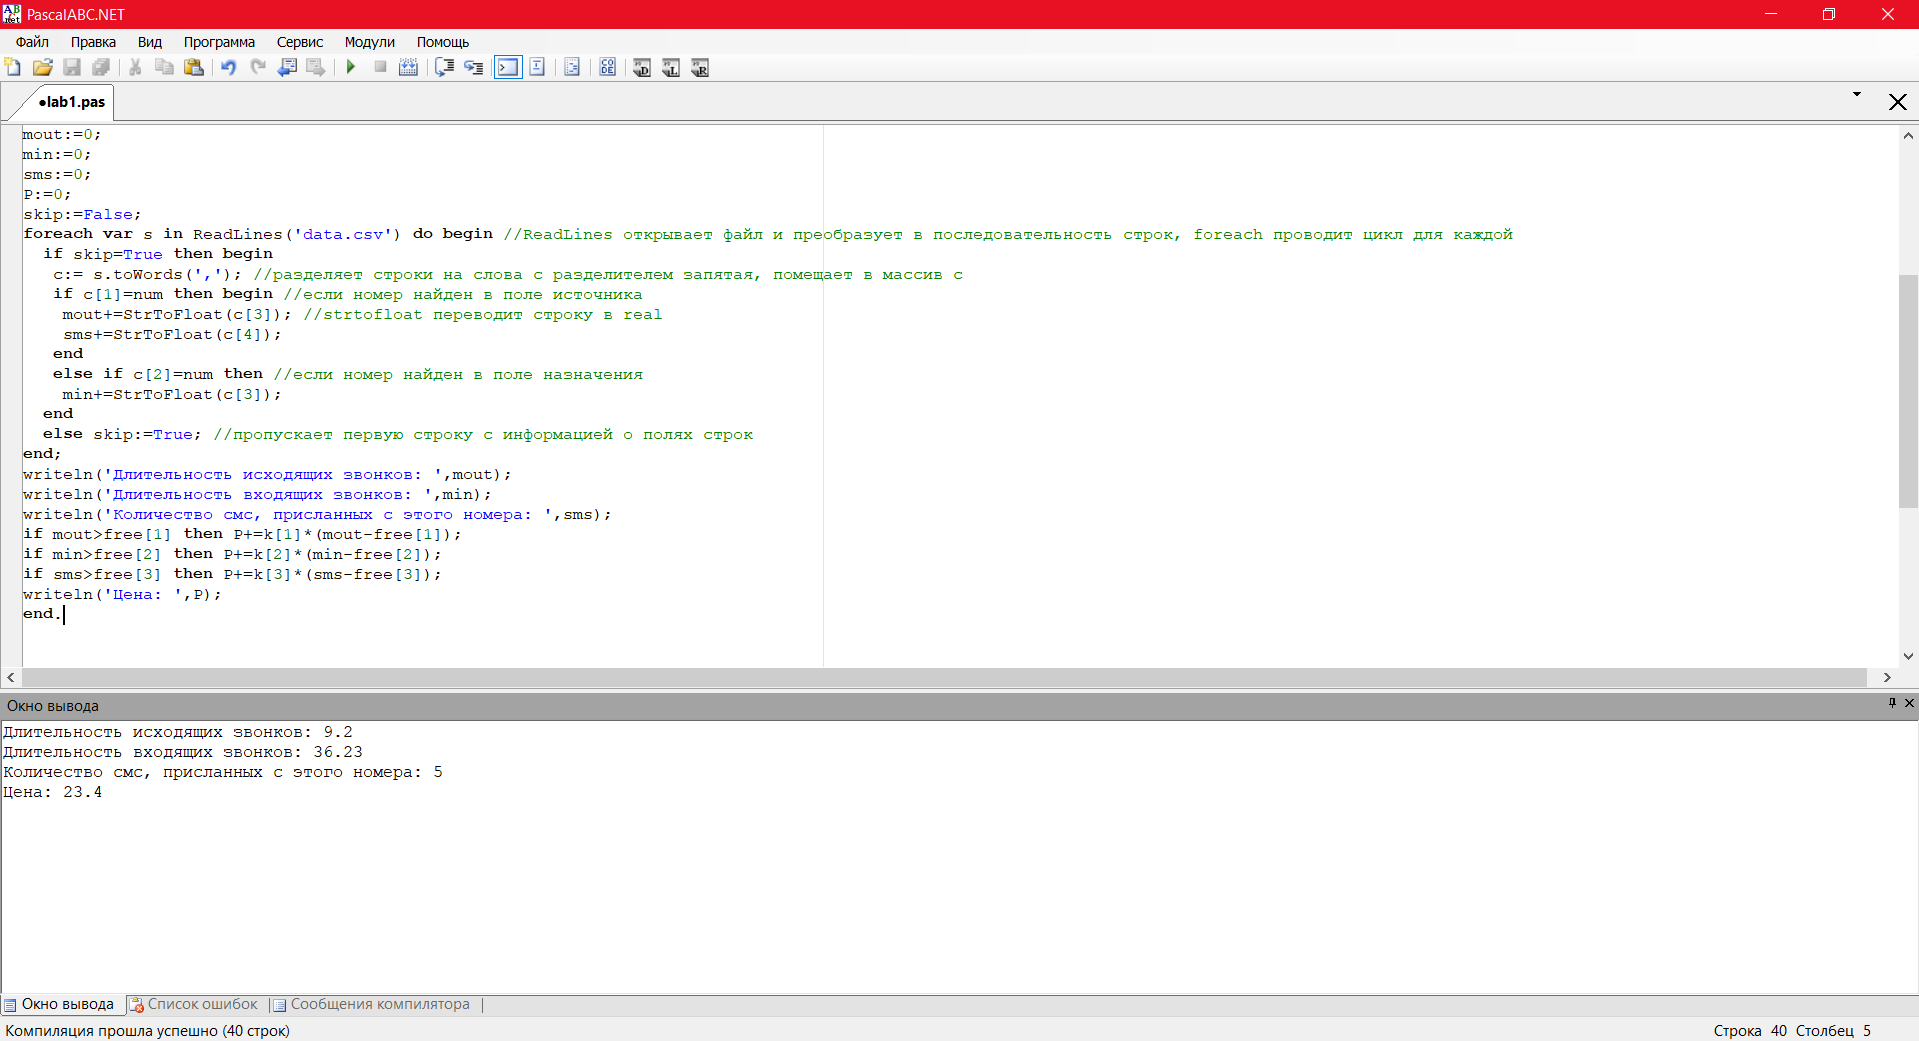 PascalABC.NET
Файл Правка Вид Программа Сервис Модули Помощь
•lab1.pas
mout:=0;
min:=0;
sms:=0;
P:=0;
skip:=False;
foreach var s in ReadLines('data.csv') do begin //ReadLines открывает файл и преобразует в последовательность строк, foreach проводит цикл для каждой
if skip=True then begin
c:= s.toWords(','); //разделяет строки на слова с разделителем запятая, помещает в массив с
if c[1]=num then begin //если номер найден в поле источника
mout+=StrToFloat(c[3]); //strtofloat переводит строку в real
sms+=StrToFloat(c[4]);
end
else if c[2]=num then //если номер найден в поле назначения
min+=StrToFloat(c[3]);
end
else skip:=True; //пропускает первую строку с информацией о полях строк
end;
writeln('Длительность исходящих звонков: ',mout);
writeln('Длительность входящих звонков: ',min);
writeln('Количество смс, присланных с этого номера: ',sms);
if mout>free[1] then P+=k[1]*(mout-free[1]);
if min>free[2] then P+=k[2]*(min-free[2]);
if sms>free[3] then P+=k[3]*(sms-free[3]);
writeln('Цена: ',P);
end.
Окно вывода
Длительность исходящих звонков: 9.2
Длительность входящих звонков: 36.23
Количество смс, присланных с этого номера: 5
Цена: 23.4
Окно вывода Список ошибок Сообщения компилятора
Компиляция прошла успешно (40 строк) Строка 40 Столбец 5